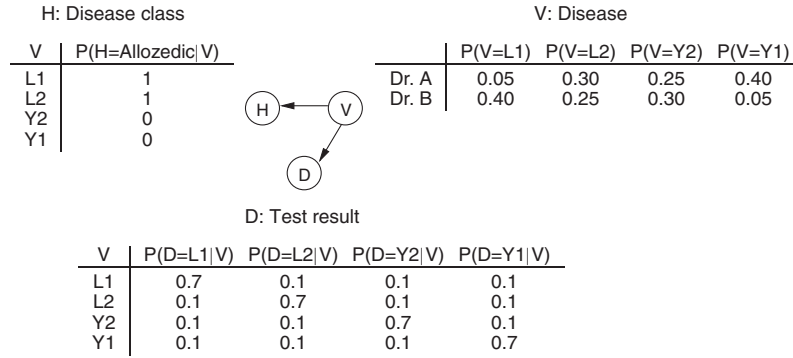 H: Disease class
V P(H=Allozedic|V)
L1 1
L2 1
Y2 0
Y1 0
V: Disease
P(V=L1) P(V=L2) P(V=Y2) P(V=Y1)
Dr. A 0.05 0.30 0.25 0.40
Dr. B 0.40 0.25 0.30 0.05
H V
D
D: Test result
V P(D=L1|V) P(D=L2|V) P(D=Y2|V) P(D=Y1|V)
L1 0.7 0.1 0.1 0.1
L2 0.1 0.7 0.1 0.1
Y2 0.1 0.1 0.7 0.1
Y1 0.1 0.1 0.1 0.7